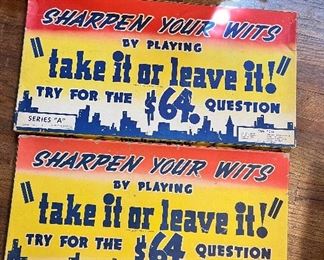 SHARPEN YOUR WITS
BY PLAYING
"take it or leave it!"
TRY FOR THE $64. QUESTION
SERIES "A"
SHARPEN YOUR WITS
BY PLAYING
"take it or leave it!"
TRY FOR THE $64 QUESTION